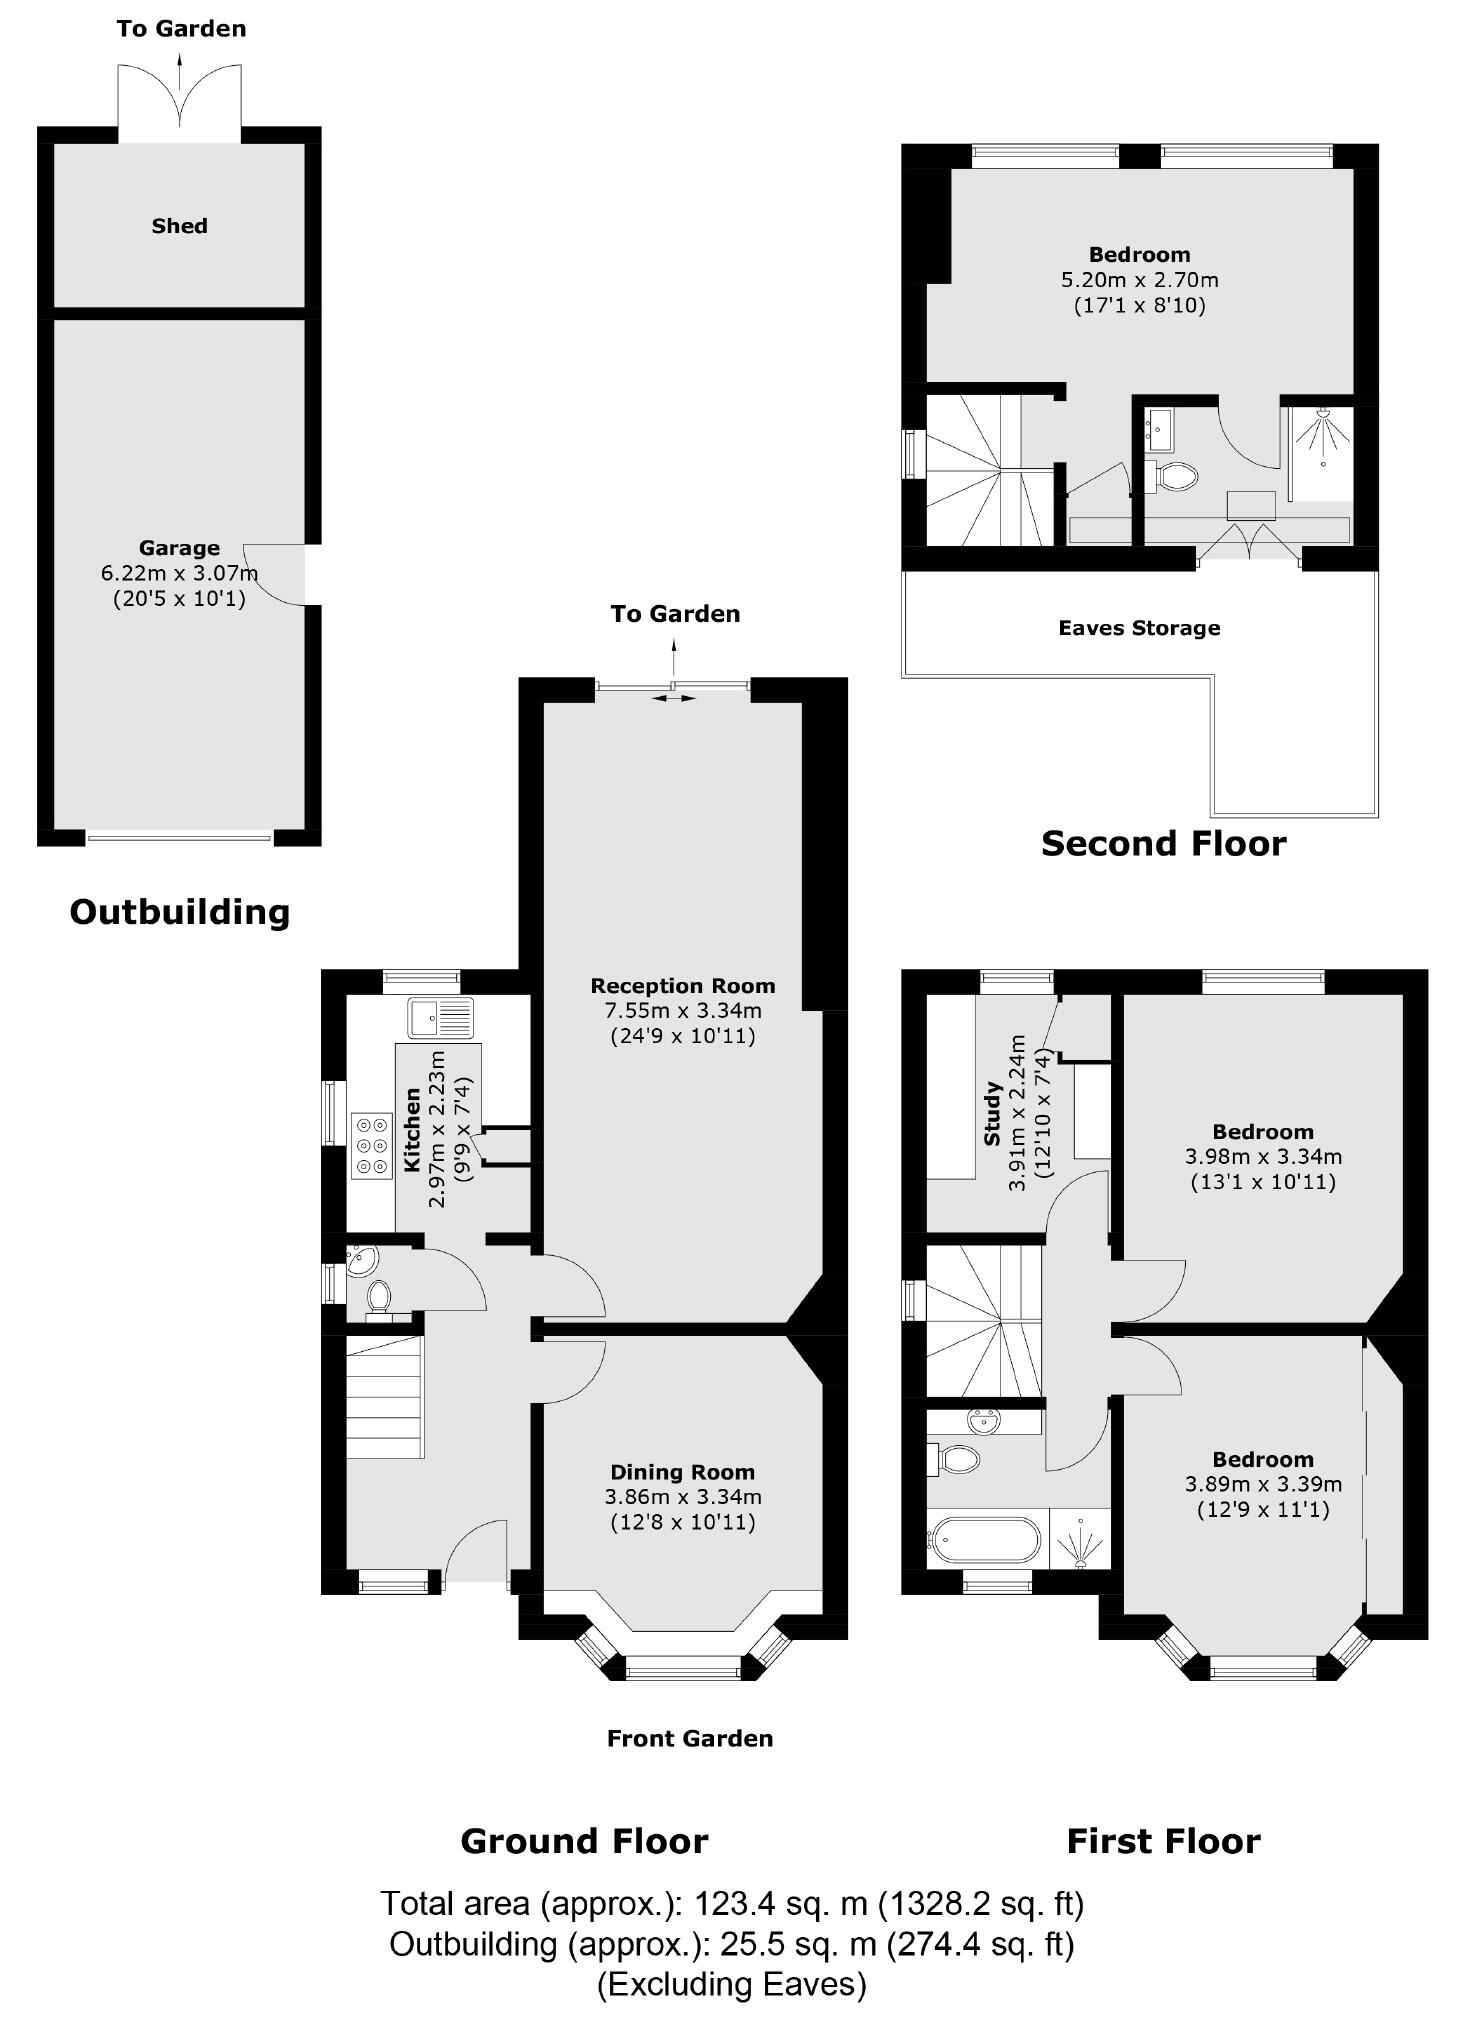 To Garden
Shed
Garage
6.22m x 3.07m
(20'5 x 10'1)
Outbuilding
Bedroom
5.20m x 2.70m
(17'1 x 8'10)
Eaves Storage
Second Floor
To Garden
Reception Room
7.55m x 3.34m
(24'9 x 10'11)
Kitchen
2.97m x 2.23m
(9'9 x 7'4)
Dining Room
3.86m x 3.34m
(12'8 x 10'11)
Front Garden
Ground Floor
Study
3.91m x 2.24m
(12'10 x 7'4)
Bedroom
3.98m x 3.34m
(13'1 x 10'11)
Bedroom
3.89m x 3.39m
(12'9 x 11'1)
First Floor
Total area (approx.): 123.4 sq. m (1328.2 sq. ft)
Outbuilding (approx.): 25.5 sq. m (274.4 sq. ft)
(Excluding Eaves)